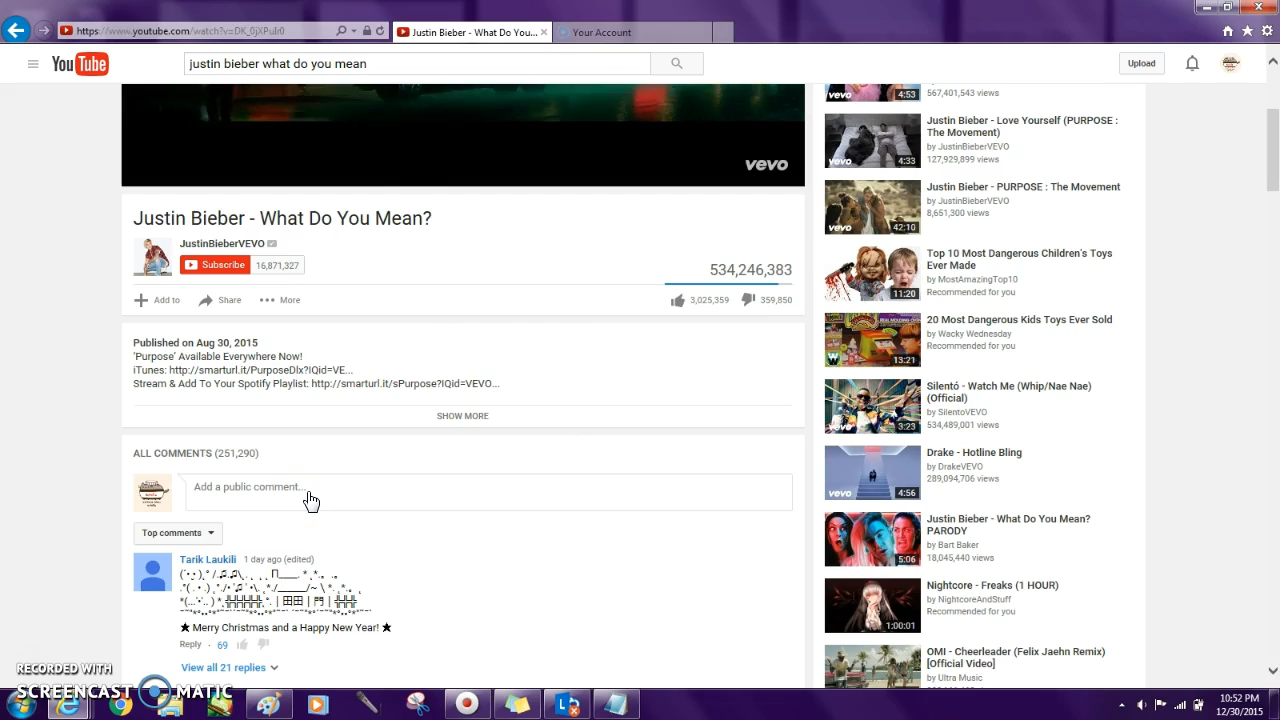 https://www.youtube.com/watch?v=DK_0jXPuIr0
Justin Bieber - What Do You...
Your Account
YouTube
justin bieber what do you mean
Upload
vevo
Justin Bieber - What Do You Mean?
JustinBieberVEVO
Subscribe 16,871,327
534,246,383
Add to Share More
3,025,359 359,850
Published on Aug 30, 2015
'Purpose' Available Everywhere Now!
iTunes: http://smarturl.it/PurposeDlx?IQid=VE...
Stream & Add To Your Spotify Playlist: http://smarturl.it/sPurpose?IQid=VEVO...
SHOW MORE
ALL COMMENTS (251,290)
Add a public comment...
Top comments
Tarik Laukili 1 day ago (edited)
★ Merry Christmas and a Happy New Year! ★
Reply · 69
View all 21 replies
vevo 4:53
567,401,543 views
Justin Bieber - Love Yourself (PURPOSE :
The Movement)
by JustinBieberVEVO
127,929,899 views
vevo 4:33
Justin Bieber - PURPOSE : The Movement
by JustinBieberVEVO
8,651,300 views
vevo 42:10
Top 10 Most Dangerous Children's Toys
Ever Made
by MostAmazingTop10
Recommended for you
11:20
20 Most Dangerous Kids Toys Ever Sold
by Wacky Wednesday
Recommended for you
W 13:21
Silentó - Watch Me (Whip/Nae Nae)
(Official)
by SilentoVEVO
534,489,001 views
vevo 3:23
Drake - Hotline Bling
by DrakeVEVO
289,094,706 views
vevo 4:56
Justin Bieber - What Do You Mean?
PARODY
by Bart Baker
18,045,440 views
5:06
Nightcore - Freaks (1 HOUR)
by NightcoreAndStuff
Recommended for you
1:00:01
OMI - Cheerleader (Felix Jaehn Remix)
[Official Video]
by Ultra Music
RECORDED WITH
SCREENCAST MATIC
10:52 PM
12/30/2015